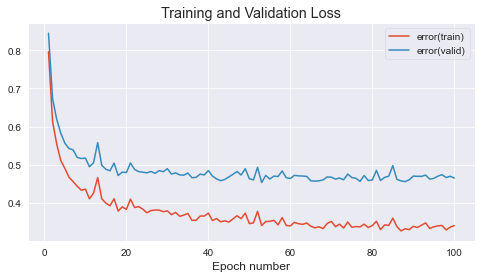 Training and Validation Loss
error(train)
error(valid)
0.8
0.7
0.6
0.5
0.4
0 20 40 60 80 100
Epoch number